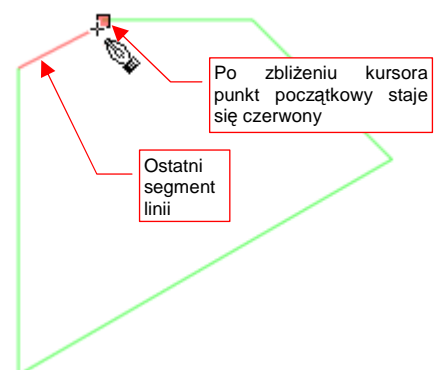 Po zbliżeniu kursora
punkt początkowy staje
się czerwony
Ostatni
segment
linii